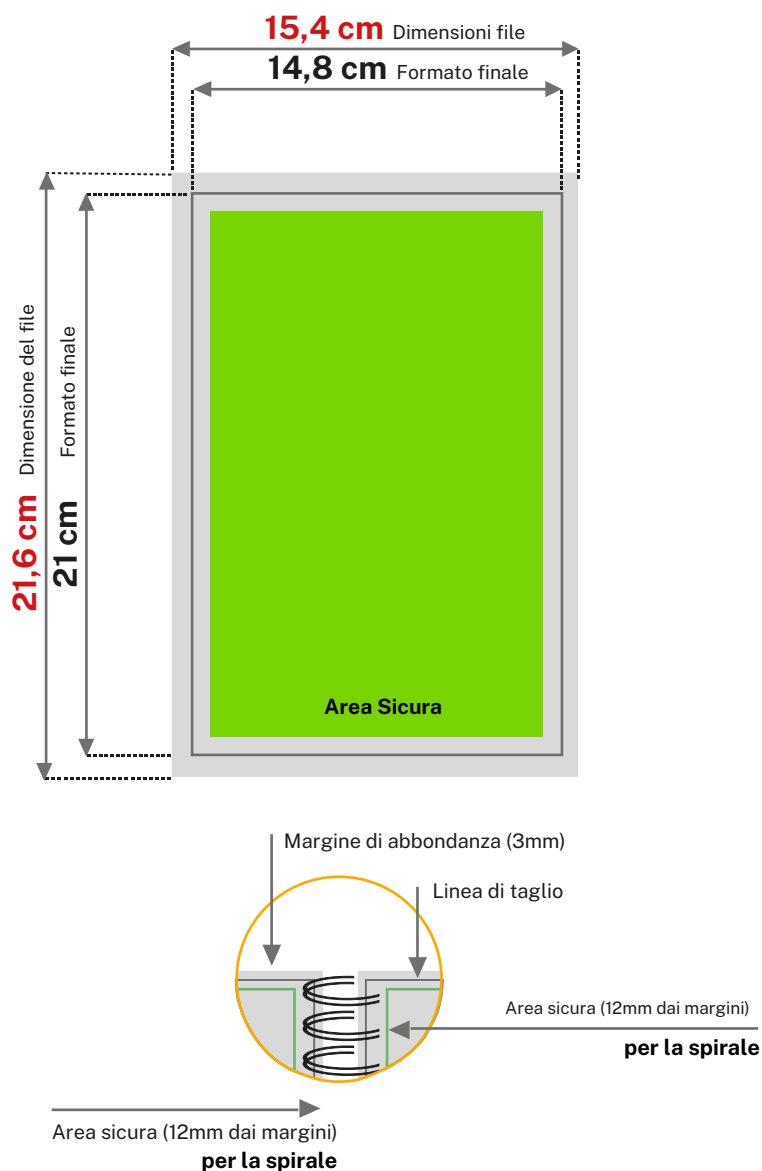 15,4 cm Dimensioni file
14,8 cm Formato finale
21,6 cm Dimensione del file
21 cm Formato finale
Area Sicura
Margine di abbondanza (3mm)
Linea di taglio
Area sicura (12mm dai margini)
per la spirale
Area sicura (12mm dai margini)
per la spirale